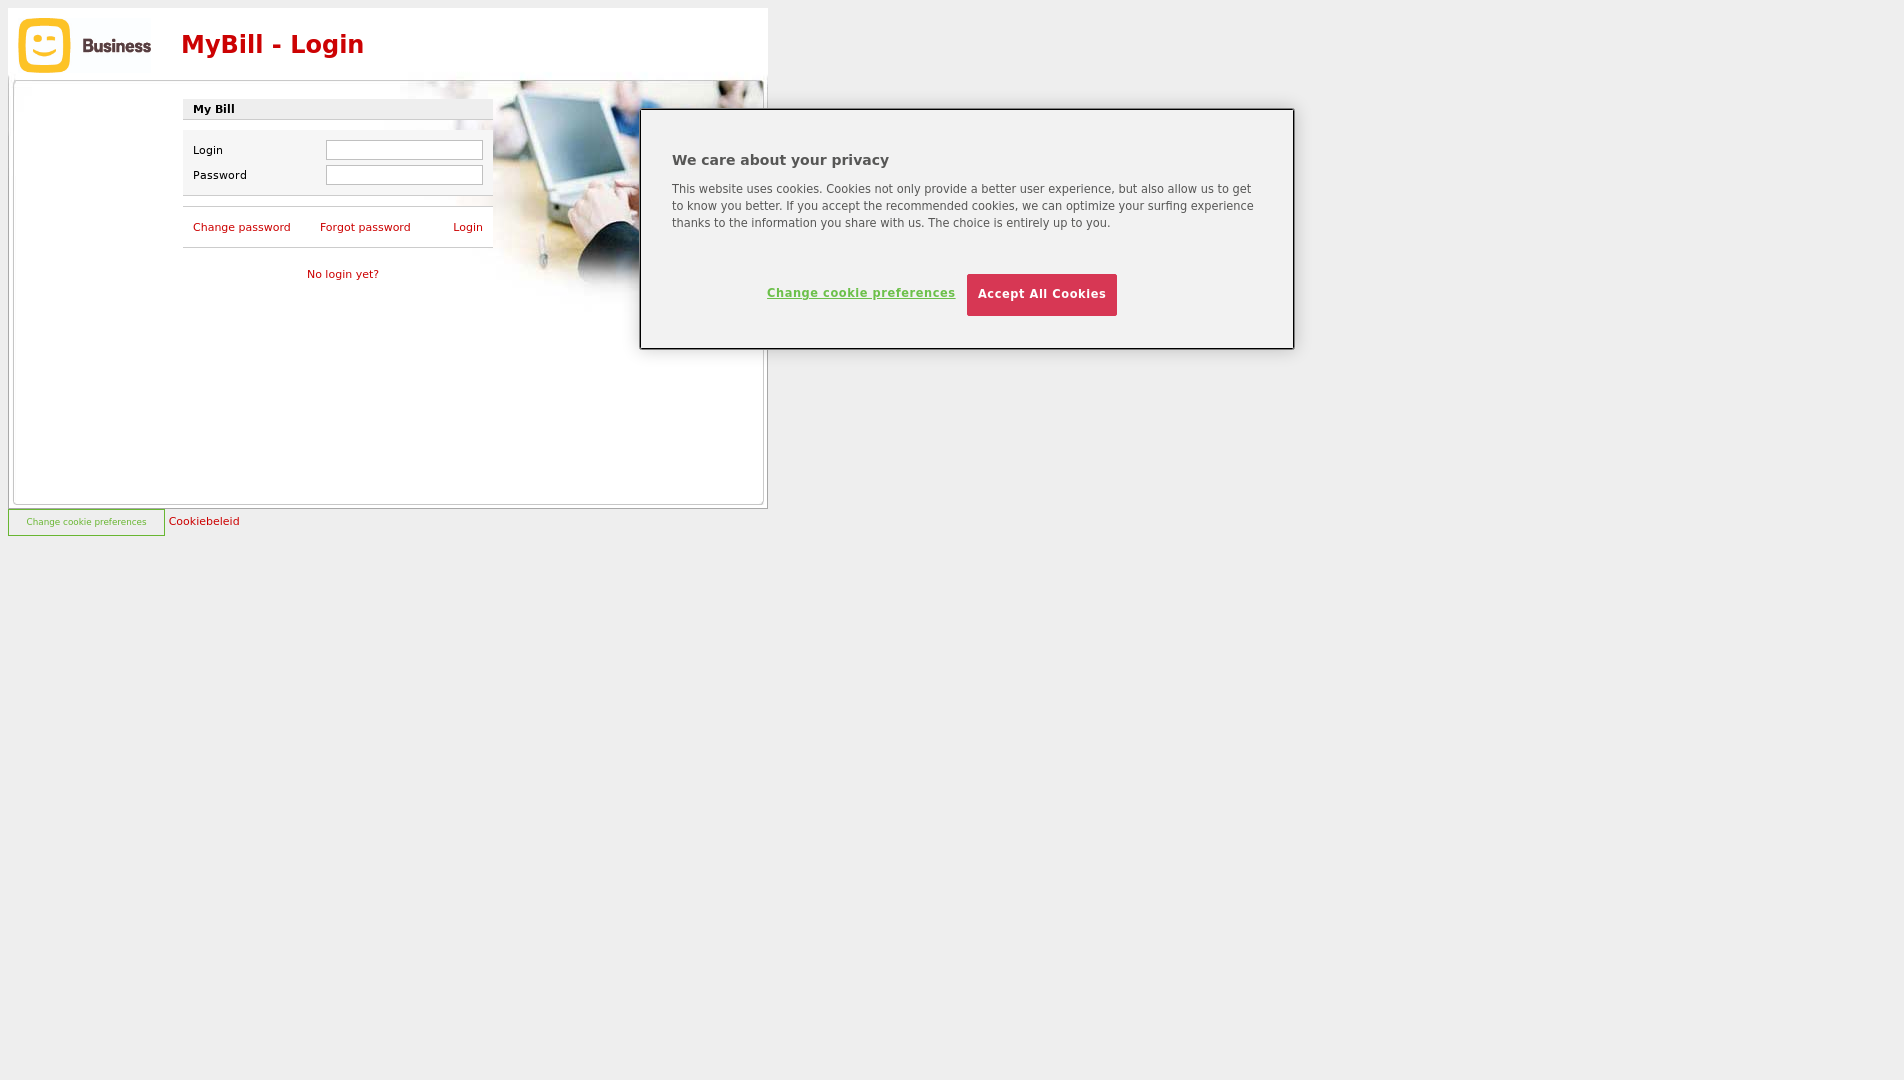 Business
MyBill - Login
My Bill
Login
Password
Change password
Forgot password
Login
No login yet?
We care about your privacy
This website uses cookies. Cookies not only provide a better user experience, but also allow us to get
to know you better. If you accept the recommended cookies, we can optimize your surfing experience
thanks to the information you share with us. The choice is entirely up to you.
Change cookie preferences
Accept All Cookies
Change cookie preferences
Cookiebeleid